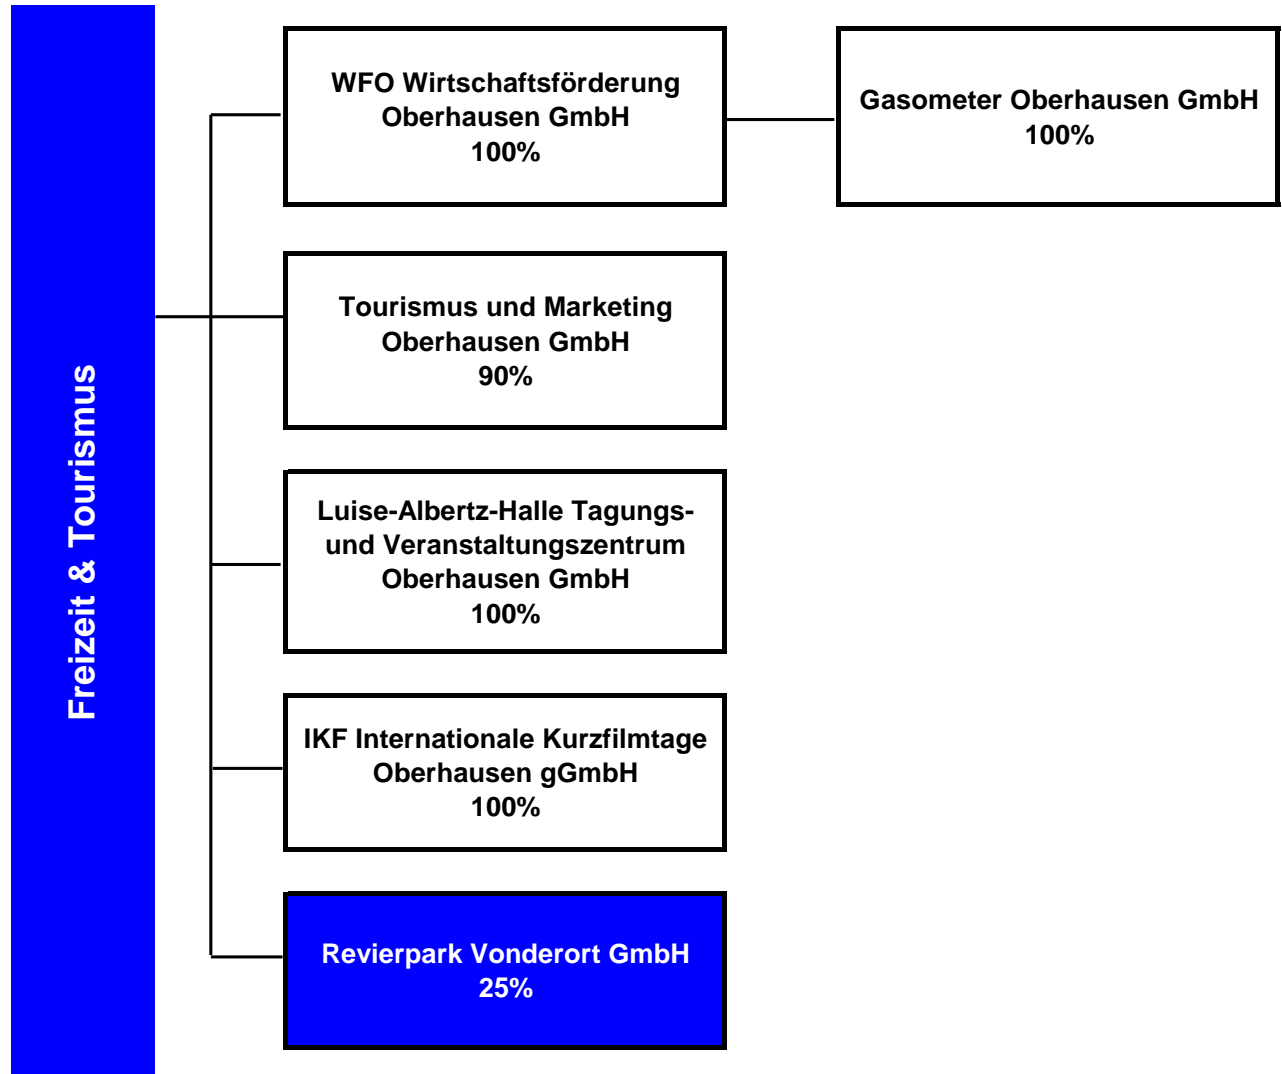 Freizeit & Tourismus
WFO Wirtschaftsförderung
Oberhausen GmbH
100%
Gasometer Oberhausen GmbH
100%
Tourismus und Marketing
Oberhausen GmbH
90%
Luise-Albertz-Halle Tagungs-
und Veranstaltungszentrum
Oberhausen GmbH
100%
IKF Internationale Kurzfilmtage
Oberhausen gGmbH
100%
Revierpark Vonderort GmbH
25%